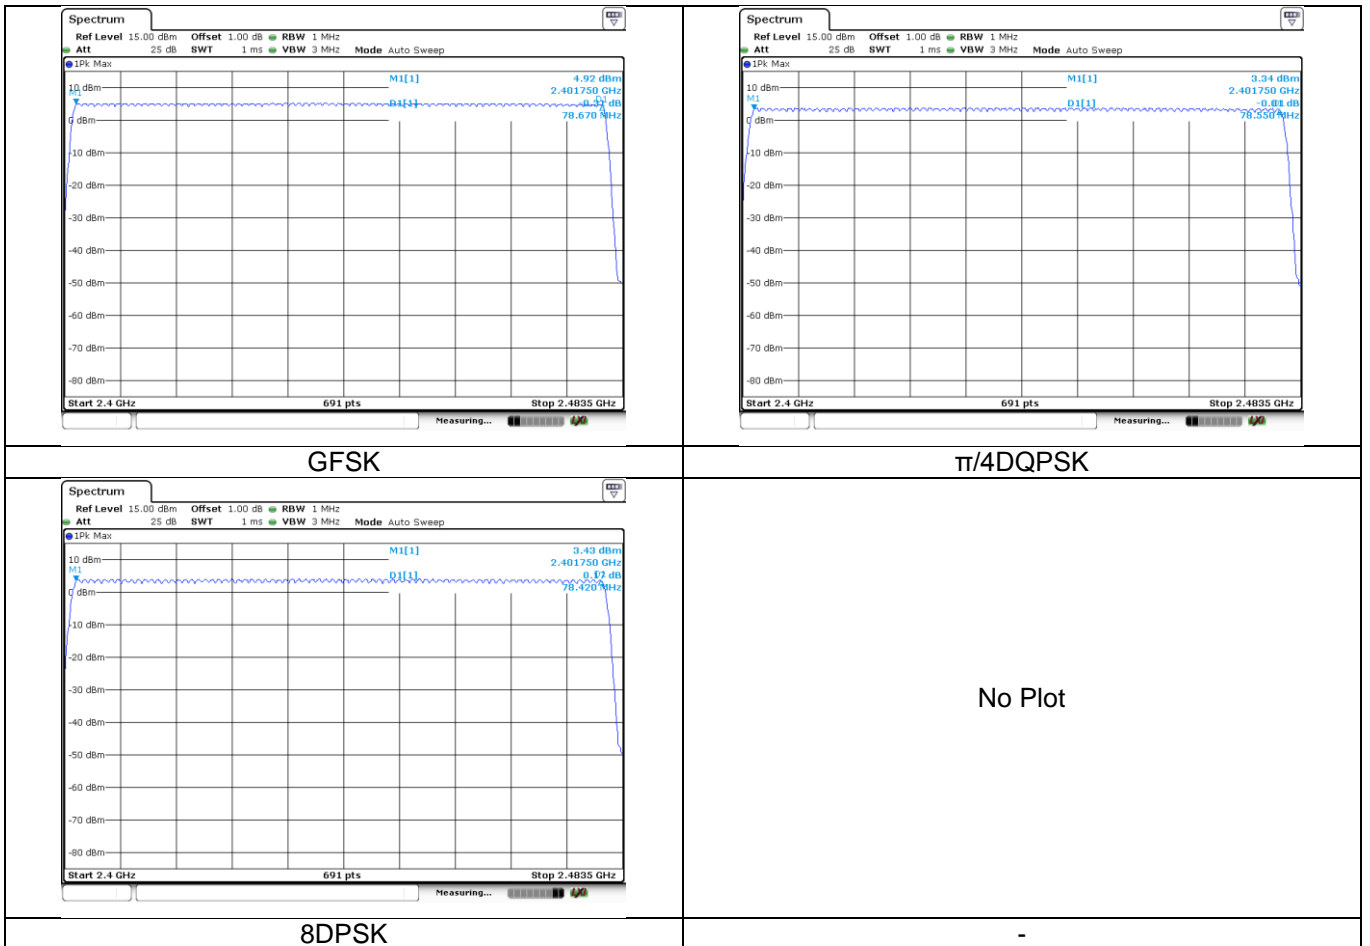 Spectrum
Ref Level 15.00 dBm Offset 1.00 dB RBW 1 MHz
Att 25 dB SWT 1 ms VBW 3 MHz Mode Auto Sweep
1Pk Max
M1[1] 4.92 dBm
2.401750 GHz
10 dBm
M1
D1[1] dB
D1
78.670 MHz
0 dBm
-10 dBm
-20 dBm
-30 dBm
-40 dBm
-50 dBm
-60 dBm
-70 dBm
-80 dBm
Start 2.4 GHz 691 pts Stop 2.4835 GHz
Measuring... LXI
GFSK
Spectrum
Ref Level 15.00 dBm Offset 1.00 dB RBW 1 MHz
Att 25 dB SWT 1 ms VBW 3 MHz Mode Auto Sweep
1Pk Max
M1[1] 3.34 dBm
2.401750 GHz
10 dBm
M1
D1[1] dB
78.550 MHz
0 dBm
-10 dBm
-20 dBm
-30 dBm
-40 dBm
-50 dBm
-60 dBm
-70 dBm
-80 dBm
Start 2.4 GHz 691 pts Stop 2.4835 GHz
Measuring... LXI
π/4DQPSK
Spectrum
Ref Level 15.00 dBm Offset 1.00 dB RBW 1 MHz
Att 25 dB SWT 1 ms VBW 3 MHz Mode Auto Sweep
1Pk Max
M1[1] 3.43 dBm
2.401750 GHz
10 dBm
M1
D1[1] dB
78.420 MHz
0 dBm
-10 dBm
-20 dBm
-30 dBm
-40 dBm
-50 dBm
-60 dBm
-70 dBm
-80 dBm
Start 2.4 GHz 691 pts Stop 2.4835 GHz
Measuring... LXI
8DPSK
No Plot
-